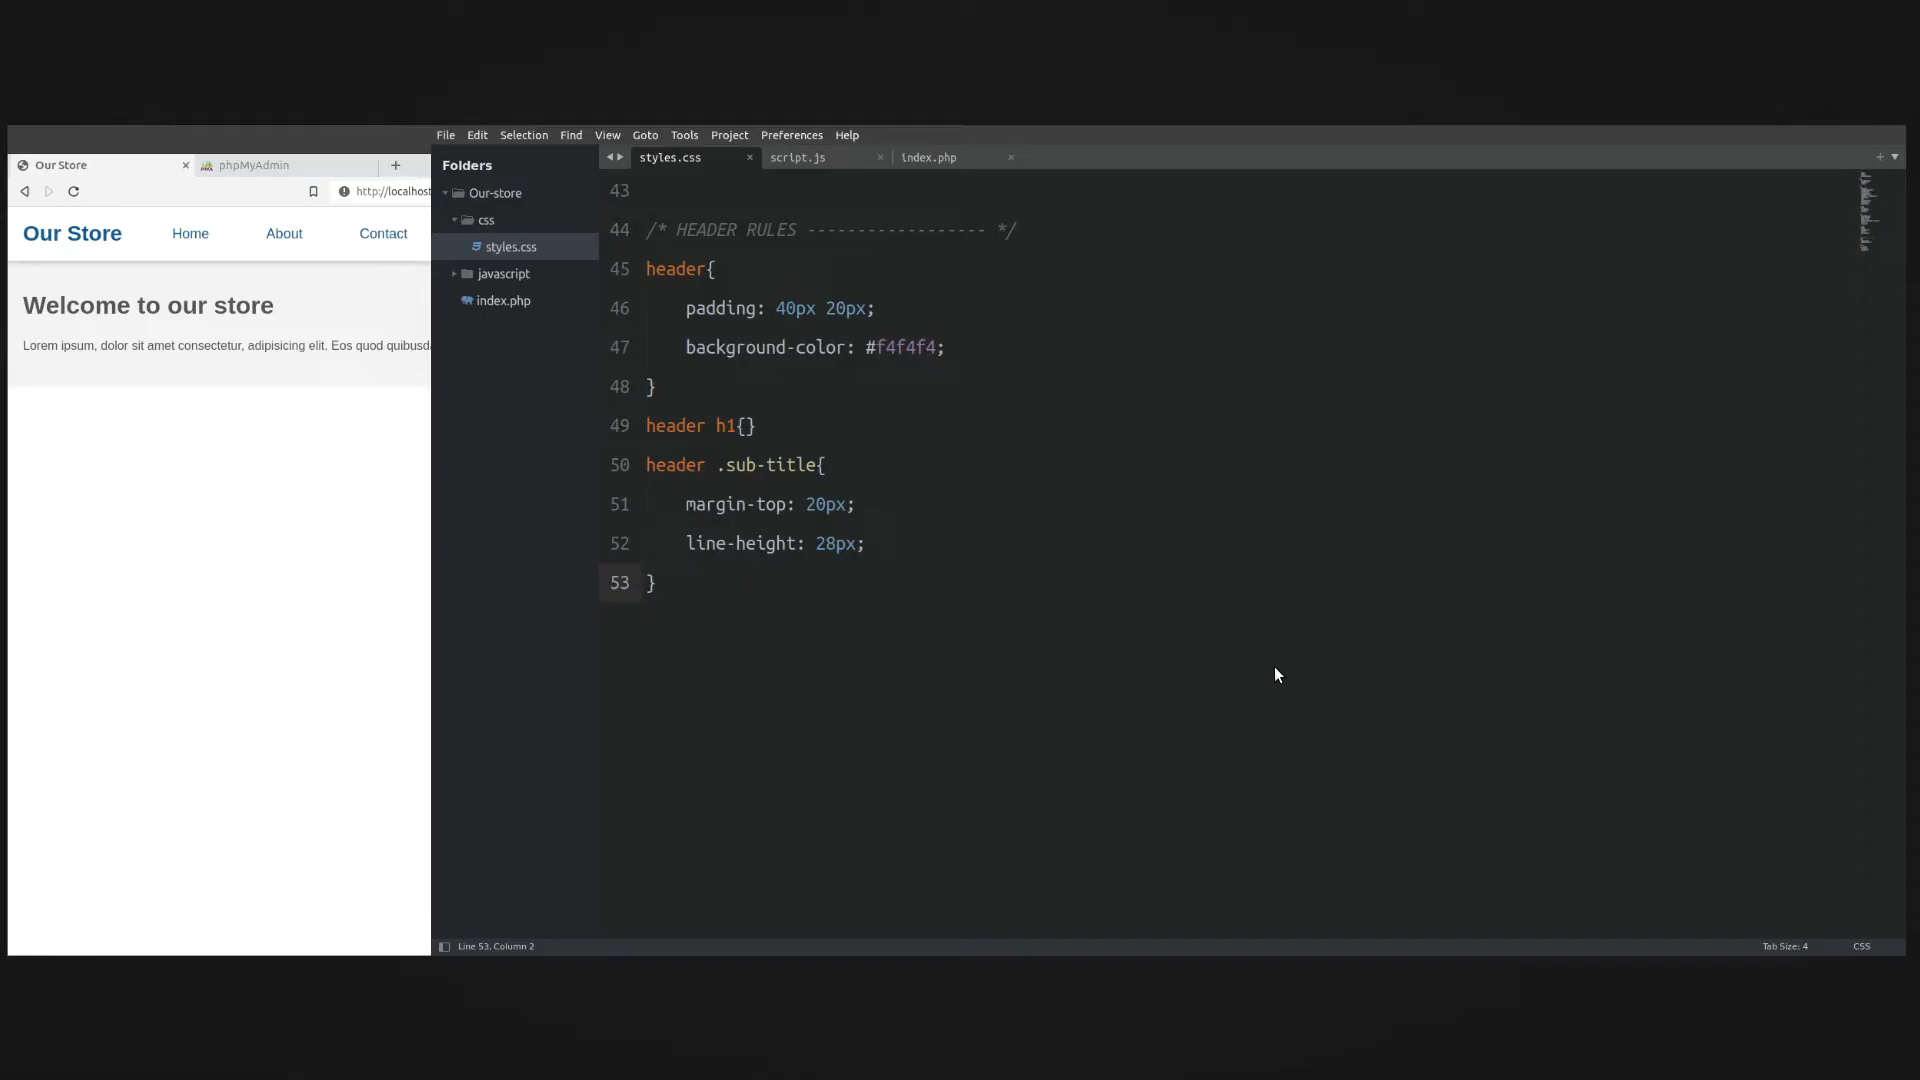 File Edit Selection Find View Goto Tools Project Preferences Help
Our Store phpMyAdmin
http://localhost
Our Store Home About Contact
Welcome to our store
Lorem ipsum, dolor sit amet consectetur, adipisicing elit. Eos quod
Folders
Our-store
css
styles.css
javascript
index.php
styles.css script.js index.php
43
44 /* HEADER RULES ------------------ */
45 header{
46 padding: 40px 20px;
47 background-color: #f4f4f4;
48 }
49 header h1{}
50 header .sub-title{
51 margin-top: 20px;
52 line-height: 28px;
53 }
Line 53, Column 2 Tab Size: 4 CSS